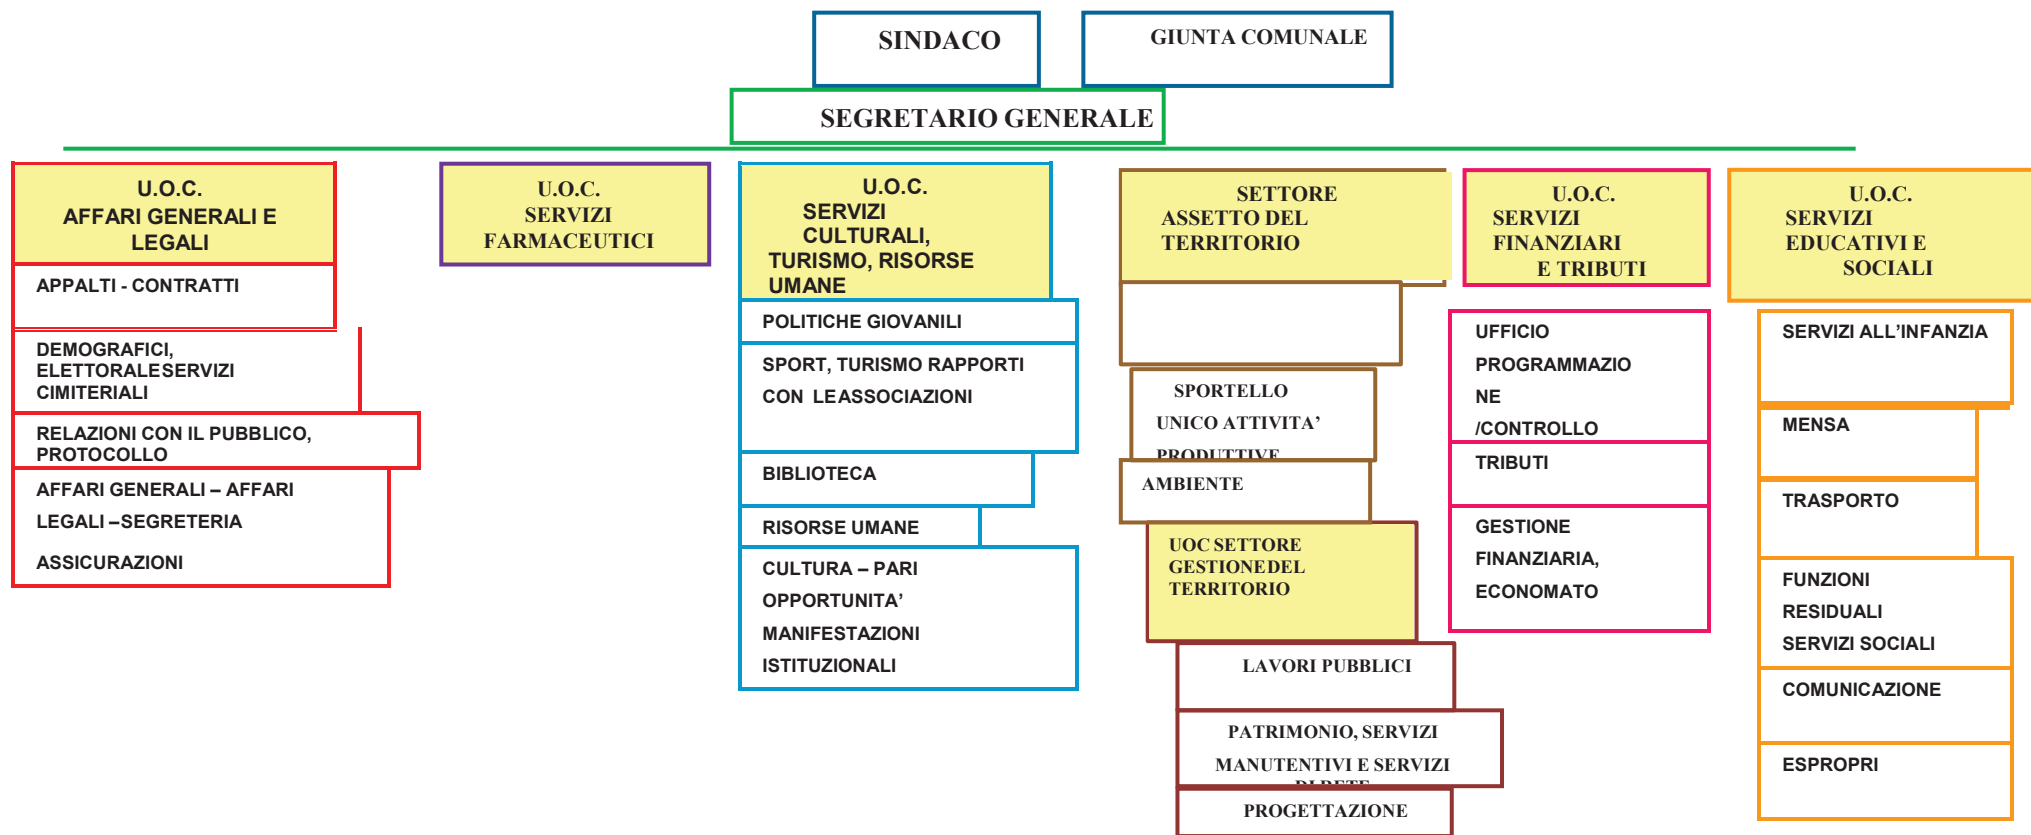 SINDACO
GIUNTA COMUNALE
SEGRETARIO GENERALE
U.O.C.
AFFARI GENERALI E
LEGALI
APPALTI - CONTRATTI
DEMOGRAFICI,
ELETTORALESERVIZI
CIMITERIALI
RELAZIONI CON IL PUBBLICO,
PROTOCOLLO
AFFARI GENERALI – AFFARI
LEGALI –SEGRETERIA
ASSICURAZIONI
U.O.C.
SERVIZI
FARMACEUTICI
U.O.C.
SERVIZI
CULTURALI,
TURISMO, RISORSE
UMANE
POLITICHE GIOVANILI
SPORT, TURISMO RAPPORTI
CON LEASSOCIAZIONI
BIBLIOTECA
RISORSE UMANE
CULTURA – PARI
OPPORTUNITA’
MANIFESTAZIONI
ISTITUZIONALI
SETTORE
ASSETTO DEL
TERRITORIO
SPORTELLO
UNICO ATTIVITA’
PRODUTTIVE
AMBIENTE
UOC SETTORE
GESTIONEDEL
TERRITORIO
LAVORI PUBBLICI
PATRIMONIO, SERVIZI
MANUTENTIVI E SERVIZI
DI RETE
PROGETTAZIONE
U.O.C.
SERVIZI
FINANZIARI
E TRIBUTI
UFFICIO
PROGRAMMAZIO
NE
/CONTROLLO
TRIBUTI
GESTIONE
FINANZIARIA,
ECONOMATO
U.O.C.
SERVIZI
EDUCATIVI E
SOCIALI
SERVIZI ALL’INFANZIA
MENSA
TRASPORTO
FUNZIONI
RESIDUALI
SERVIZI SOCIALI
COMUNICAZIONE
ESPROPRI